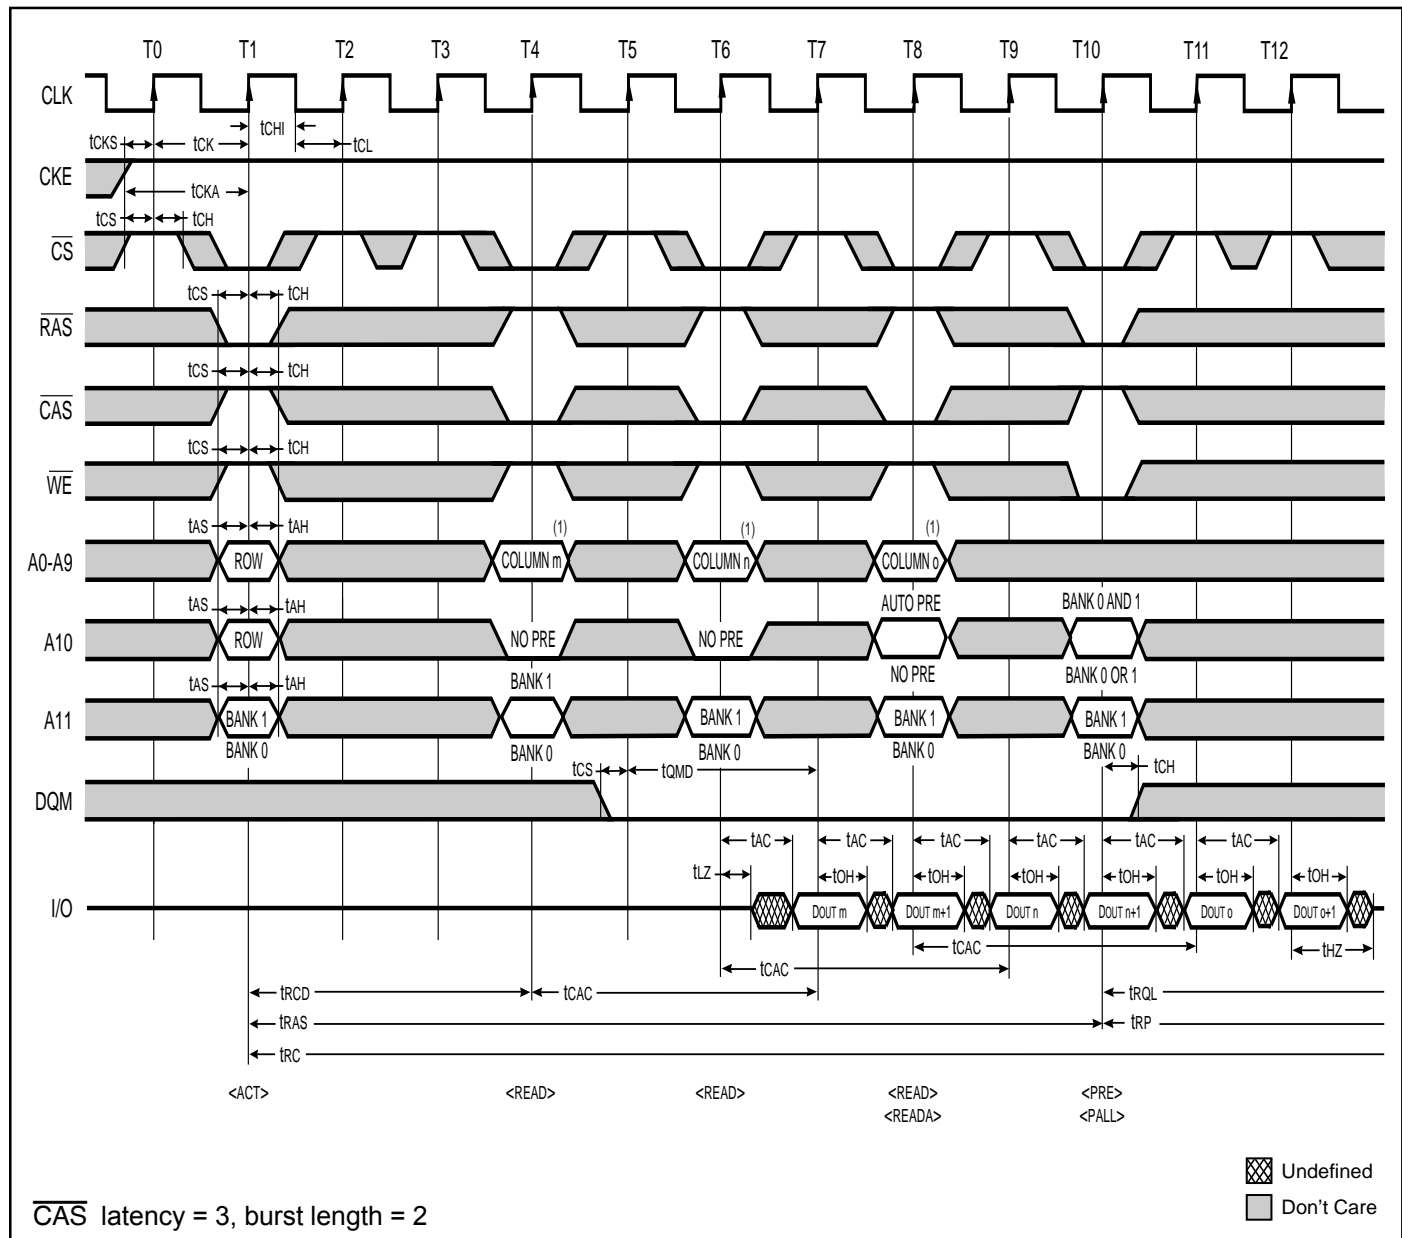 T0 T1 T2 T3 T4 T5 T6 T7 T8 T9 T10 T11 T12
CLK
tCHI
tCKS tCK tCL
CKE
tCKA
tCS tCH
CS
tCS tCH
RAS
tCS tCH
CAS
tCS tCH
WE
tAS tAH (1) (1) (1)
A0-A9 ROW COLUMN m COLUMN n COLUMN o
tAS tAH AUTO PRE BANK 0 AND 1
A10 ROW NO PRE NO PRE
tAS tAH BANK 1 NO PRE BANK 0 OR 1
A11 BANK 1 BANK 1 BANK 1 BANK 1
BANK 0 BANK 0 BANK 0 BANK 0 BANK 0
tCS tQMD tCH
DQM
tAC tAC tAC tAC tAC tAC
tLZ tOH tOH tOH tOH tOH tOH
I/O DOUT m DOUT m+1 DOUT n DOUT n+1 DOUT o DOUT o+1
tCAC tHZ
tCAC
tRCD tCAC tRQL
tRAS tRP
tRC
<ACT> <READ> <READ> <READ> <PRE>
<READA> <PALL>
Undefined
Don't Care
CAS latency = 3, burst length = 2